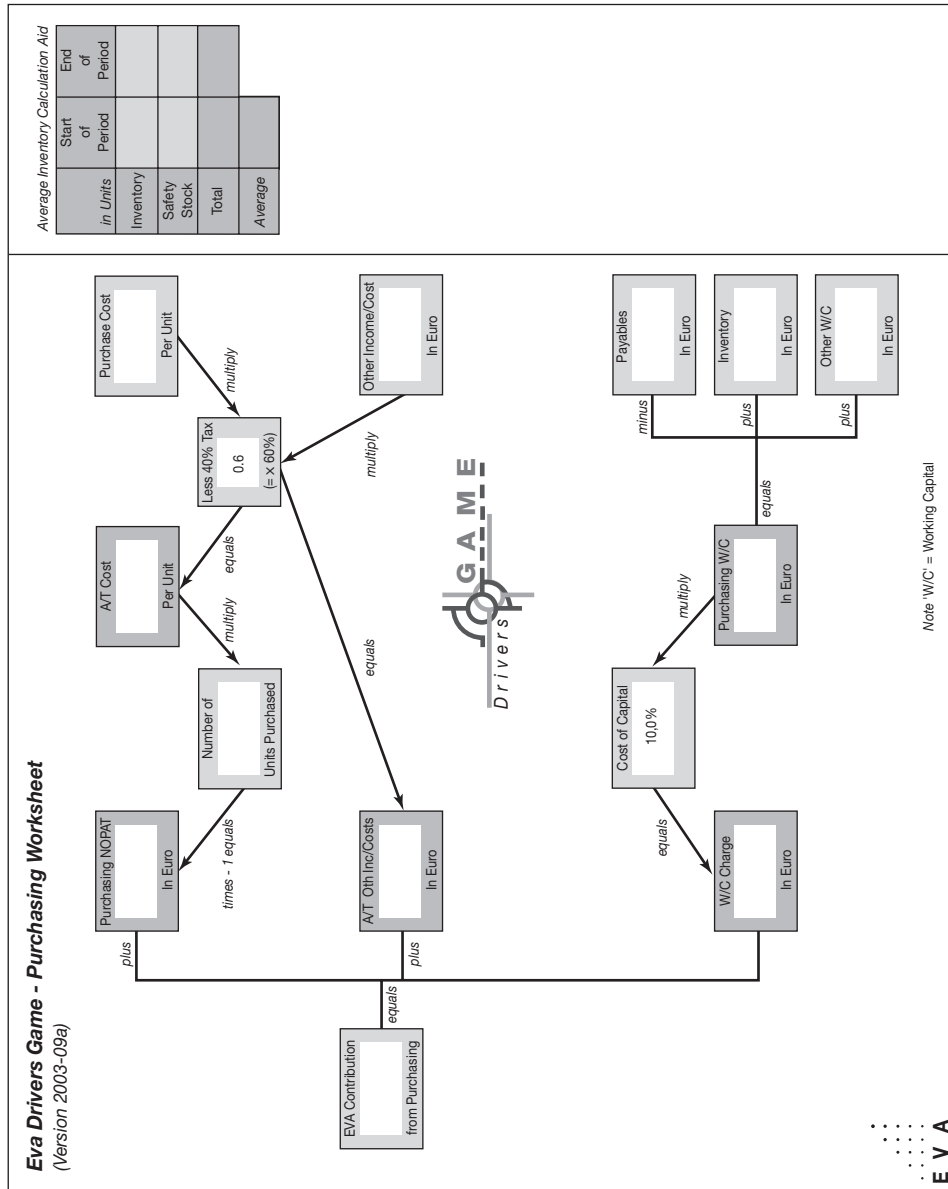 Eva Drivers Game - Purchasing Worksheet
(Version 2003-09a)
EVA Contribution
from Purchasing
equals
plus
plus
Purchasing NOPAT
In Euro
times - 1 equals
Number of
Units Purchased
multiply
A/T Cost
Per Unit
equals
Less 40% Tax
0.6
(= x 60%)
multiply
Purchase Cost
Per Unit
A/T Oth Inc/Costs
In Euro
equals
multiply
Other Income/Cost
In Euro
GAME
Drivers
W/C Charge
In Euro
equals
Cost of Capital
10,0%
multiply
Purchasing W/C
In Euro
equals
minus
Payables
In Euro
plus
Inventory
In Euro
plus
Other W/C
In Euro
Note 'W/C' = Working Capital
EVA
Average Inventory Calculation Aid
in Units
Start
of
Period
End
of
Period
Inventory
Safety
Stock
Total
Average